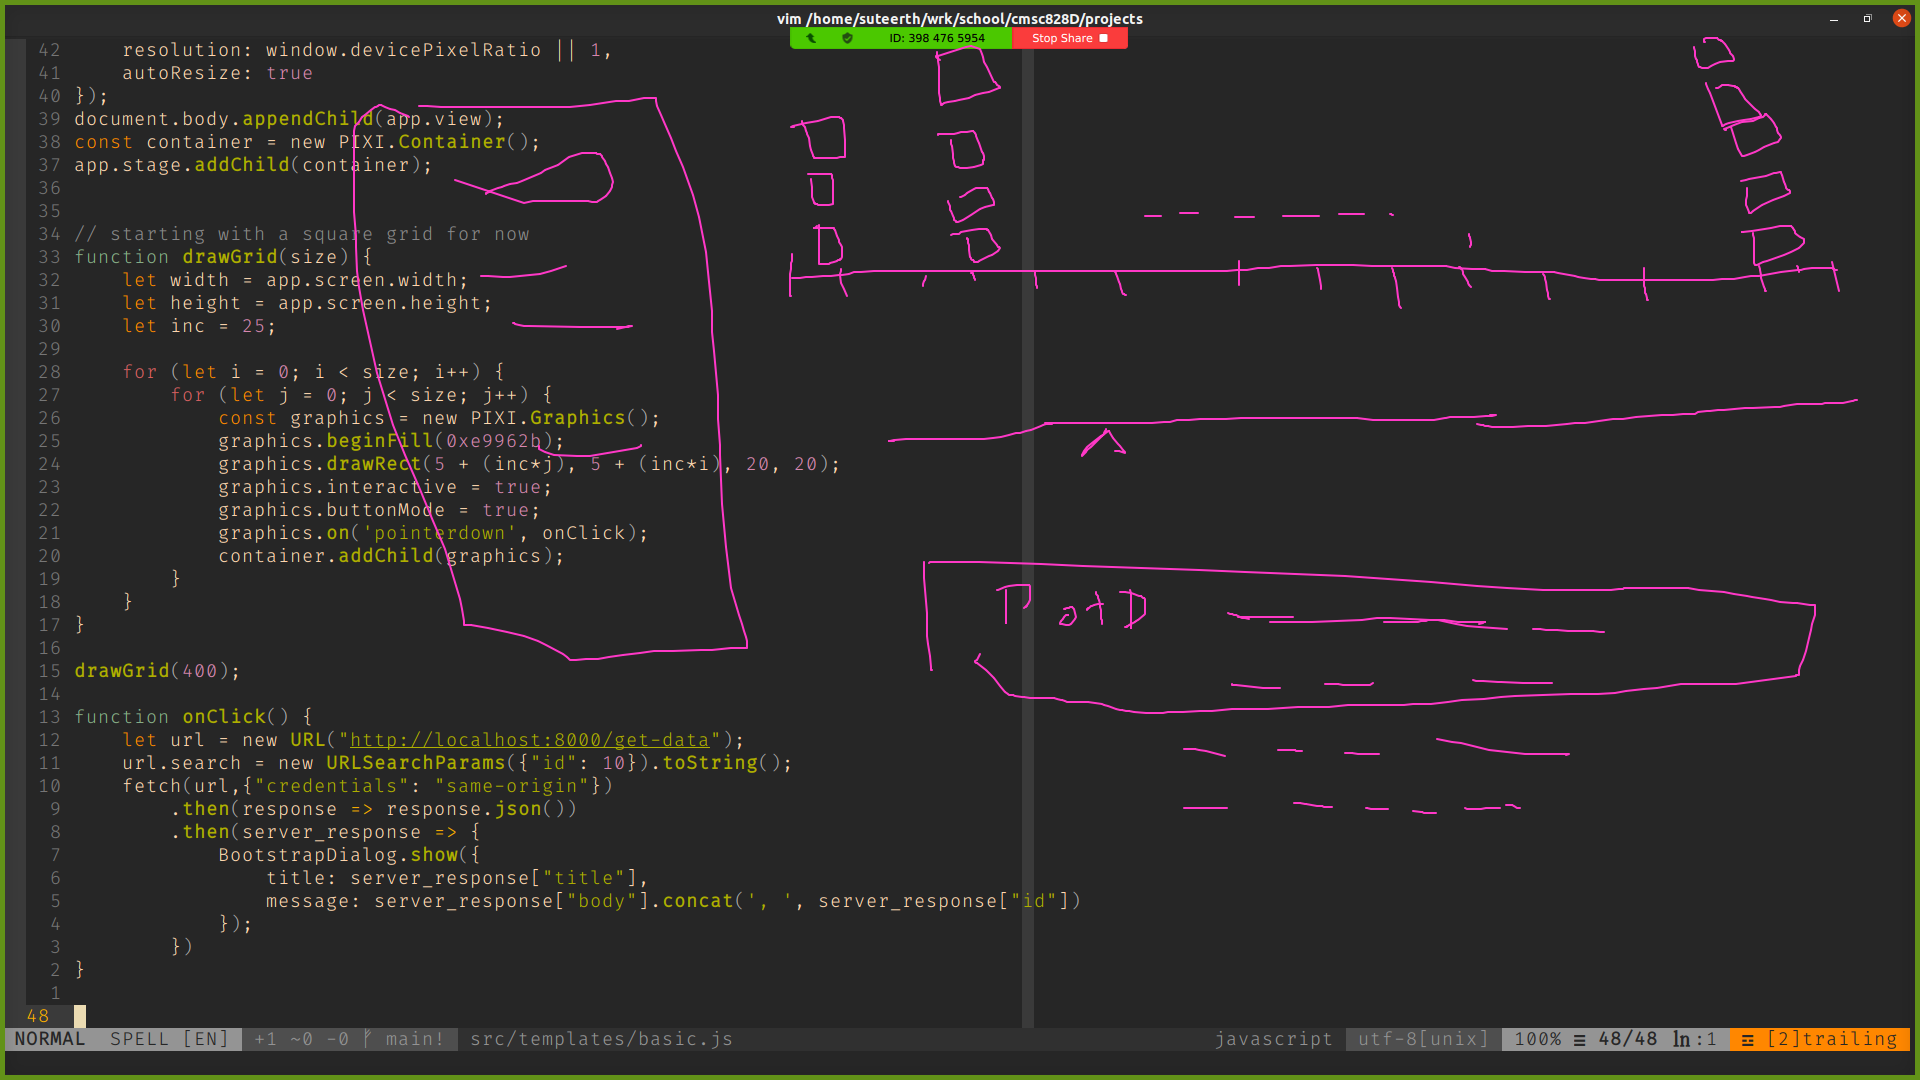 vim /home/suteerth/wrk/school/cmsc828D/projects
ID: 398 476 5954 Stop Share
42     resolution: window.devicePixelRatio || 1,
41     autoResize: true
40 });
39 document.body.appendChild(app.view);
38 const container = new PIXI.Container();
37 app.stage.addChild(container);
36
35
34 // starting with a square grid for now
33 function drawGrid(size) {
32     let width = app.screen.width;
31     let height = app.screen.height;
30     let inc = 25;
29
28     for (let i = 0; i < size; i++) {
27         for (let j = 0; j < size; j++) {
26             const graphics = new PIXI.Graphics();
25             graphics.beginFill(0xe9962b);
24             graphics.drawRect(5 + (inc*j), 5 + (inc*i), 20, 20);
23             graphics.interactive = true;
22             graphics.buttonMode = true;
21             graphics.on('pointerdown', onClick);
20             container.addChild(graphics);
19         }
18     }
17 }
16
15 drawGrid(400);
14
13 function onClick() {
12     let url = new URL("http://localhost:8000/get-data");
11     url.search = new URLSearchParams({"id": 10}).toString();
10     fetch(url,{"credentials": "same-origin"})
9         .then(response => response.json())
8         .then(server_response => {
7             BootstrapDialog.show({
6                 title: server_response["title"],
5                 message: server_response["body"].concat(', ', server_response["id"])
4             });
3         })
2 }
1
48
NORMAL SPELL [EN] +1 ~0 -0 main! src/templates/basic.js javascript utf-8[unix] 100% 48/48 ln:1 [2]trailing